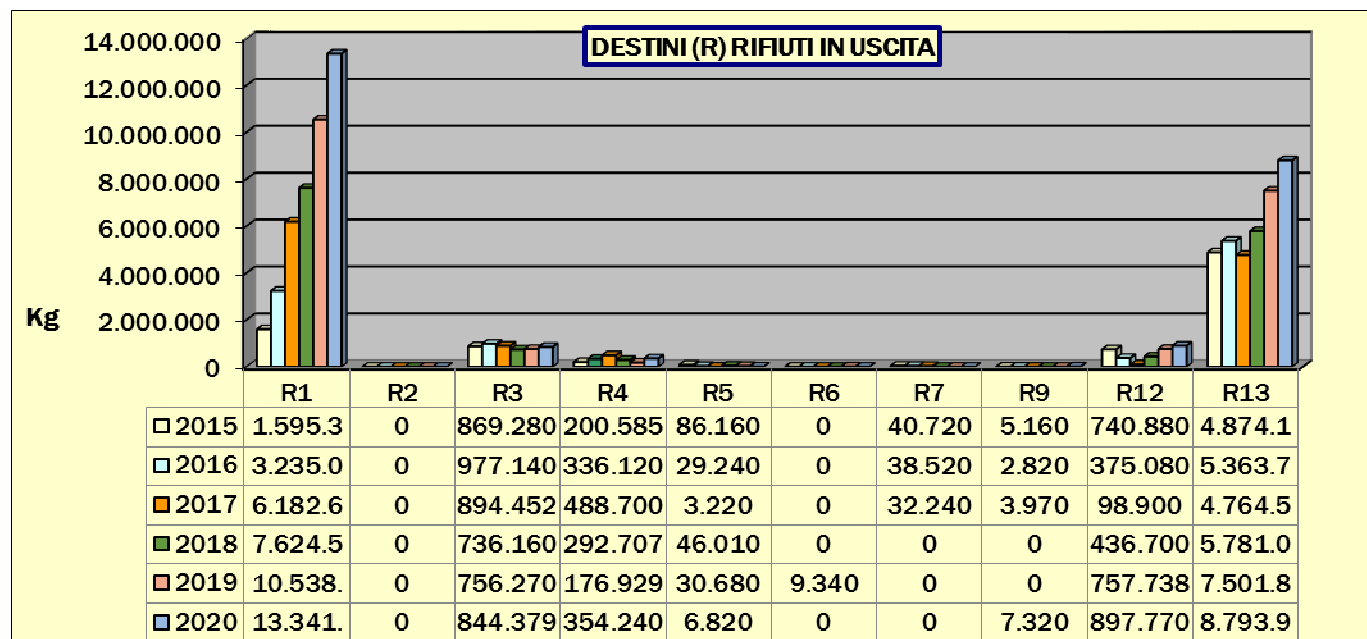 DESTINI (R) RIFIUTI IN USCITA
14.000.000
12.000.000
10.000.000
8.000.000
6.000.000
4.000.000
2.000.000
0
Kg
R1 R2 R3 R4 R5 R6 R7 R9 R12 R13
2015 1.595.3 0 869.280 200.585 86.160 0 40.720 5.160 740.880 4.874.1
2016 3.235.0 0 977.140 336.120 29.240 0 38.520 2.820 375.080 5.363.7
2017 6.182.6 0 894.452 488.700 3.220 0 32.240 3.970 98.900 4.764.5
2018 7.624.5 0 736.160 292.707 46.010 0 0 0 436.700 5.781.0
2019 10.538. 0 756.270 176.929 30.680 9.340 0 0 757.738 7.501.8
2020 13.341. 0 844.379 354.240 6.820 0 0 7.320 897.770 8.793.9